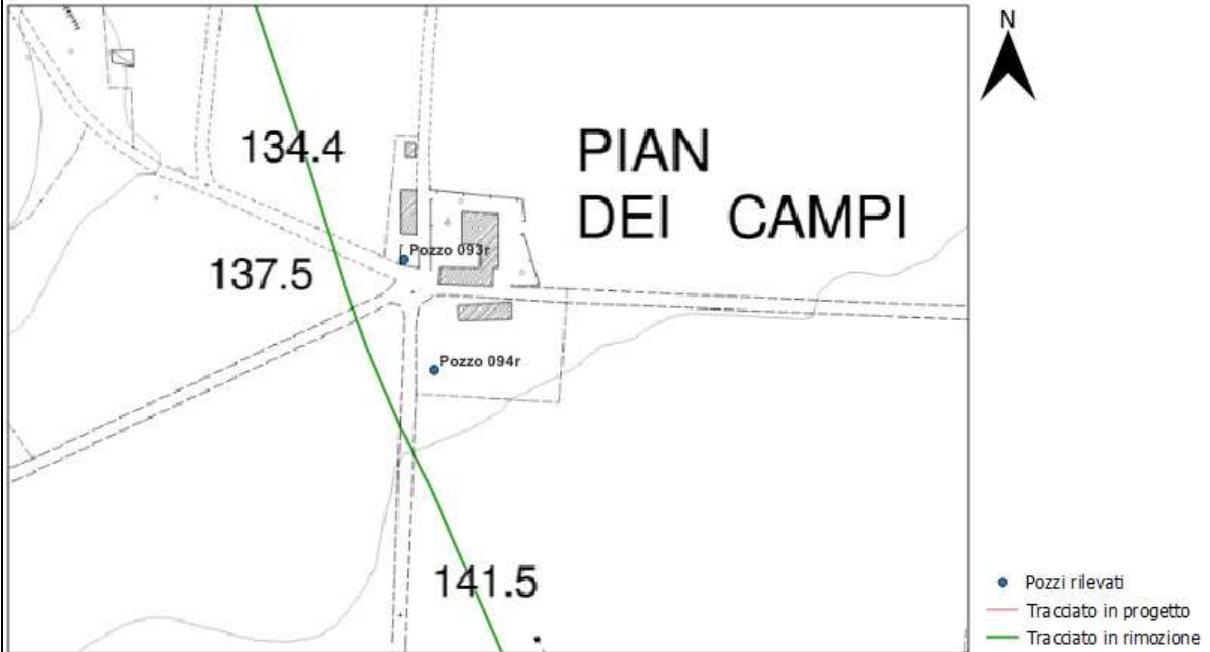 N
134.4
PIAN
DEI CAMPI
Pozzo 093r
137.5
Pozzo 094r
141.5
Pozzi rilevati
Tracciato in progetto
Tracciato in rimozione